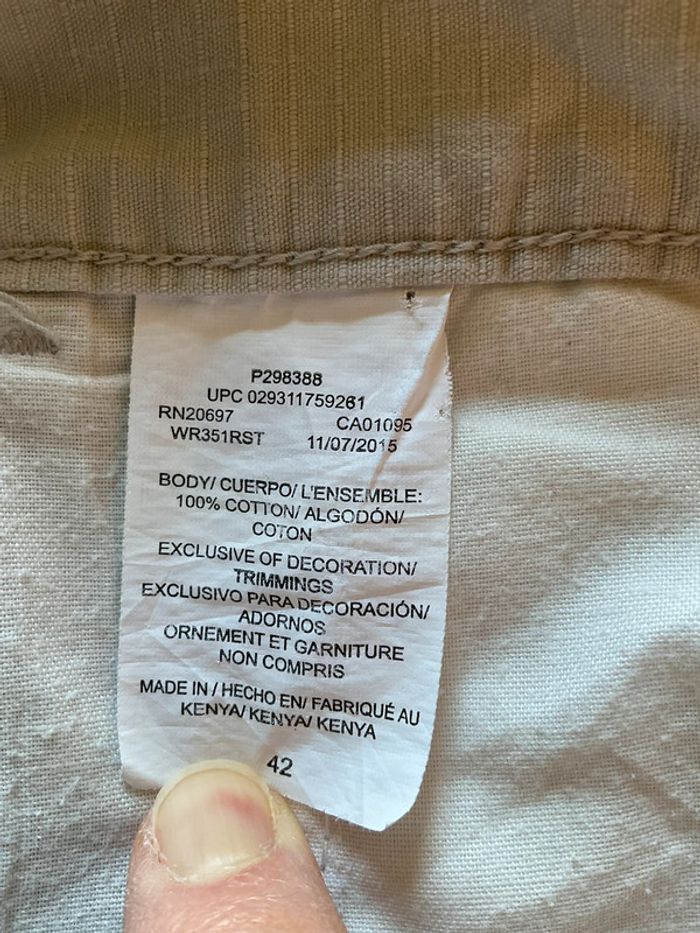 P298388
UPC 029311759261
RN20697 CA01095
WR351RST 11/07/2015
BODY/ CUERPO/ L'ENSEMBLE:
100% COTTON/ ALGODÓN/
COTON
EXCLUSIVE OF DECORATION/
TRIMMINGS
EXCLUSIVO PARA DECORACIÓN/
ADORNOS
ORNEMENT ET GARNITURE
NON COMPRIS
MADE IN / HECHO EN/ FABRIQUÉ AU
KENYA/ KENYA/ KENYA
42